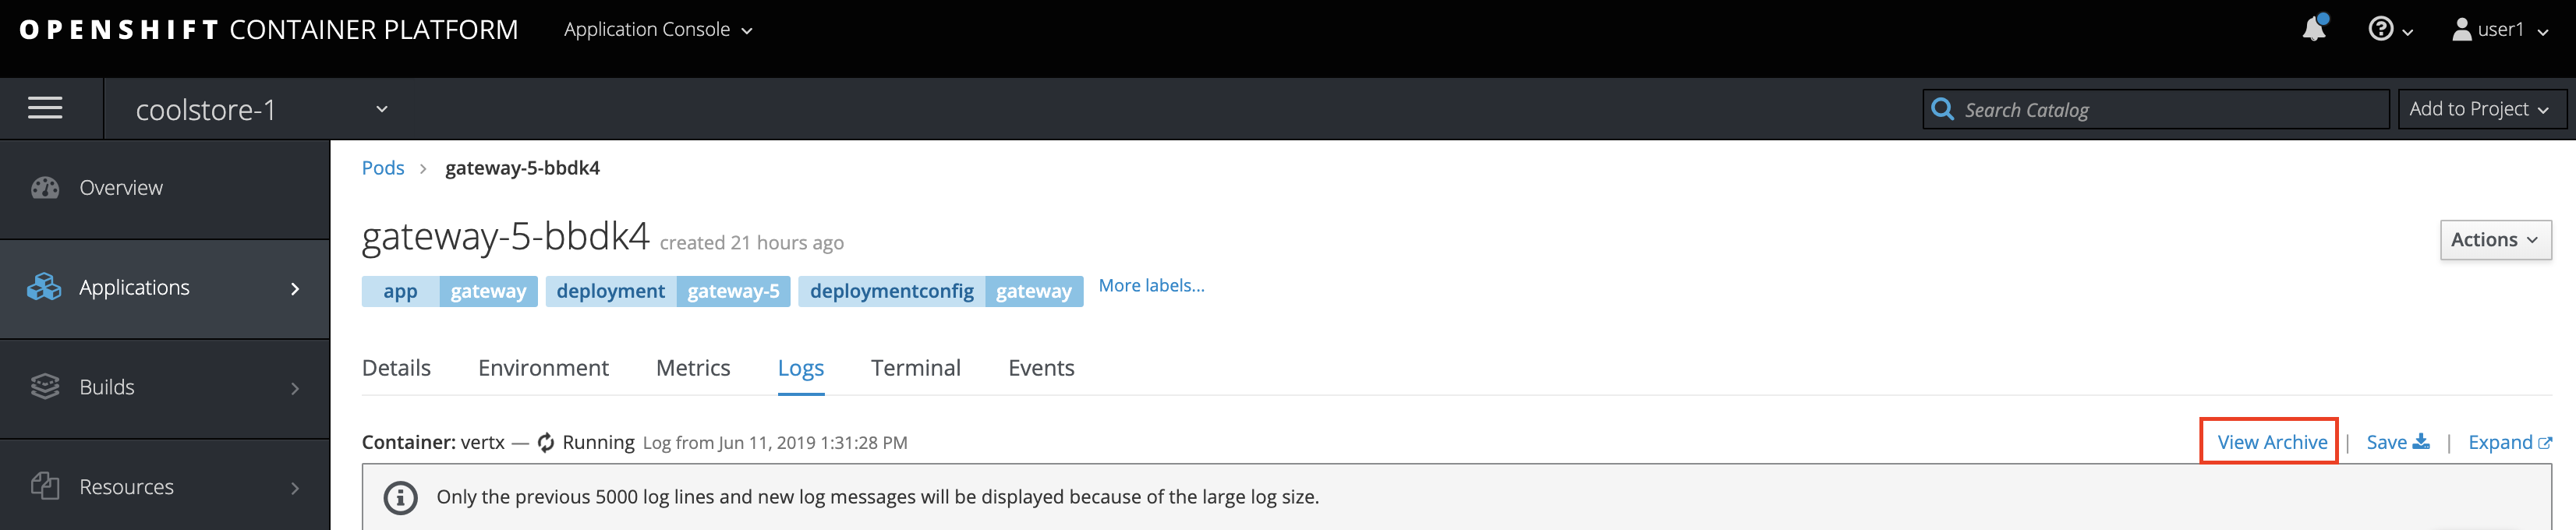 OPENSHIFT CONTAINER PLATFORM Application Console user1
coolstore-1 Search Catalog Add to Project
Overview
Applications
Builds
Resources
Pods > gateway-5-bbdk4
gateway-5-bbdk4 created 21 hours ago
Actions
app gateway deployment gateway-5 deploymentconfig gateway More labels...
Details Environment Metrics Logs Terminal Events
Container: vertx — Running Log from Jun 11, 2019 1:31:28 PM View Archive | Save | Expand
Only the previous 5000 log lines and new log messages will be displayed because of the large log size.